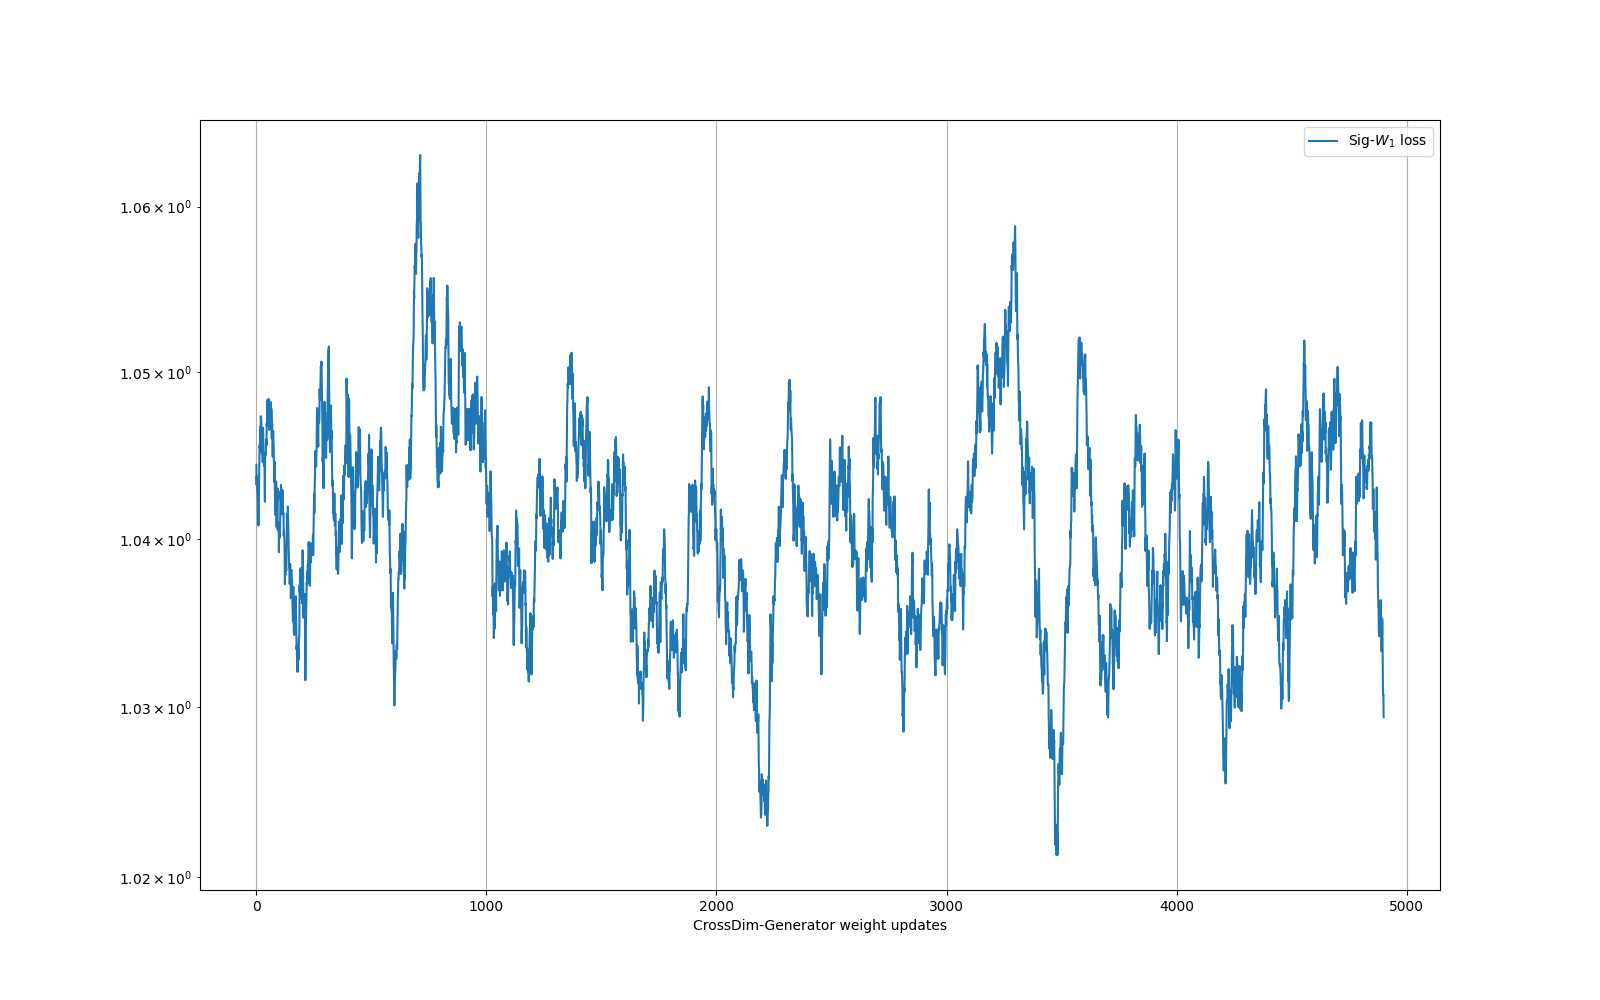 Sig-W₁ loss
1.06 × 10⁰
1.05 × 10⁰
1.04 × 10⁰
1.03 × 10⁰
1.02 × 10⁰
0 1000 2000 3000 4000 5000
CrossDim-Generator weight updates